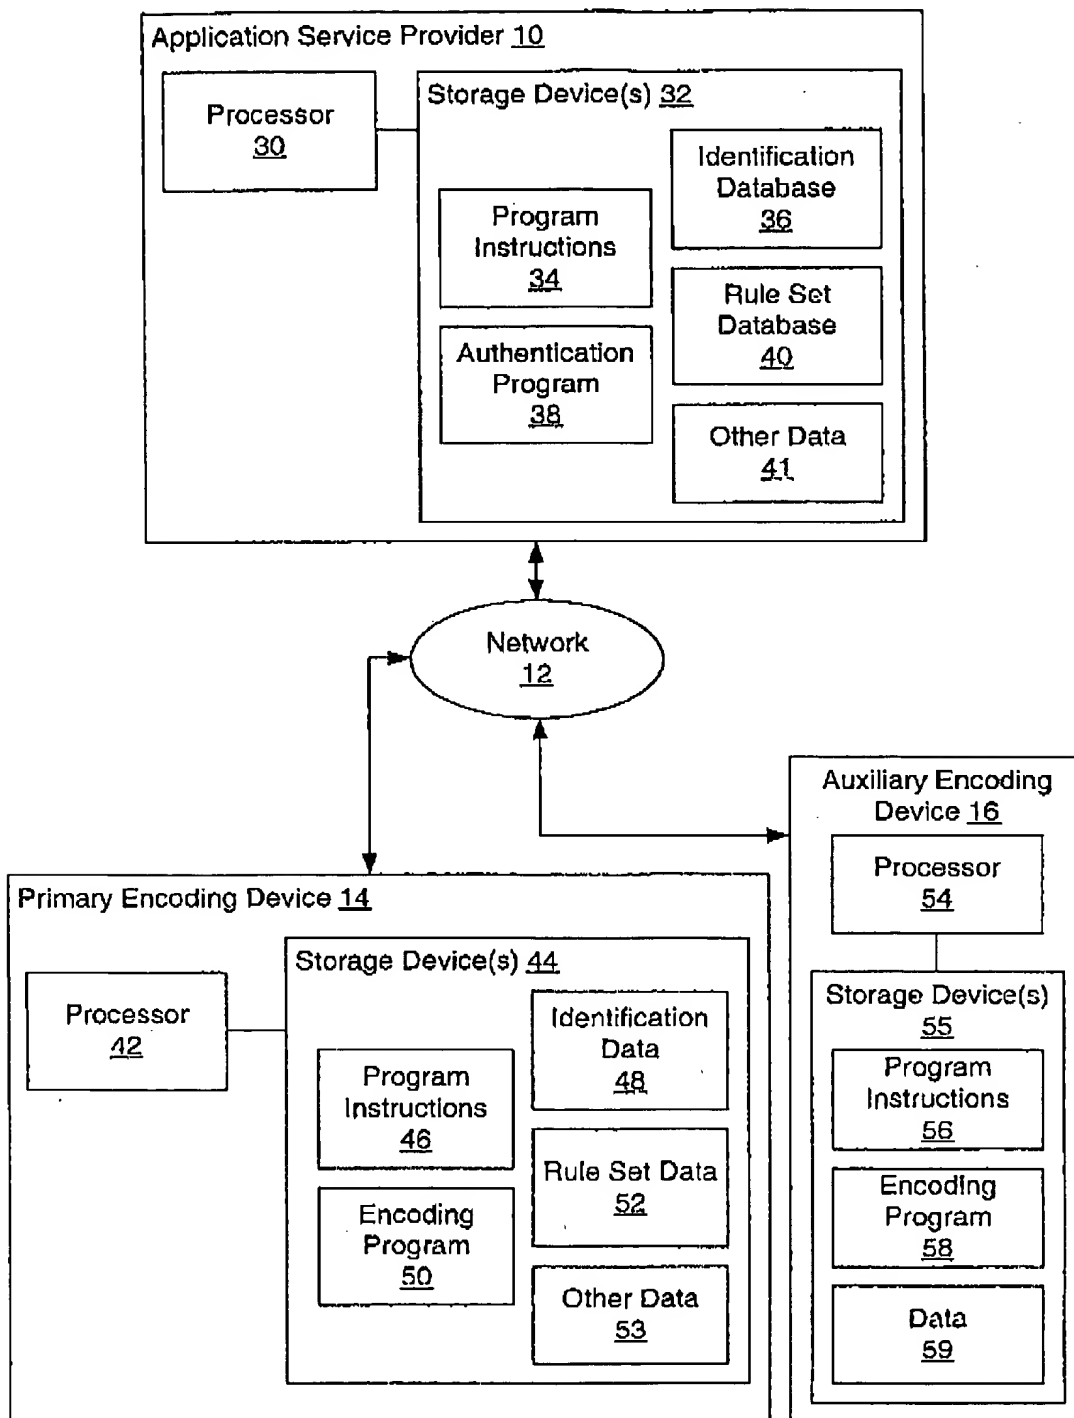 Application Service Provider 10
Processor
30
Storage Device(s) 32
Identification
Database
36
Program
Instructions
34
Rule Set
Database
40
Authentication
Program
38
Other Data
41
Network
12
Auxiliary Encoding
Device 16
Processor
54
Storage Device(s)
55
Program
Instructions
56
Encoding
Program
58
Data
59
Primary Encoding Device 14
Processor
42
Storage Device(s) 44
Identification
Data
48
Program
Instructions
46
Rule Set Data
52
Encoding
Program
50
Other Data
53